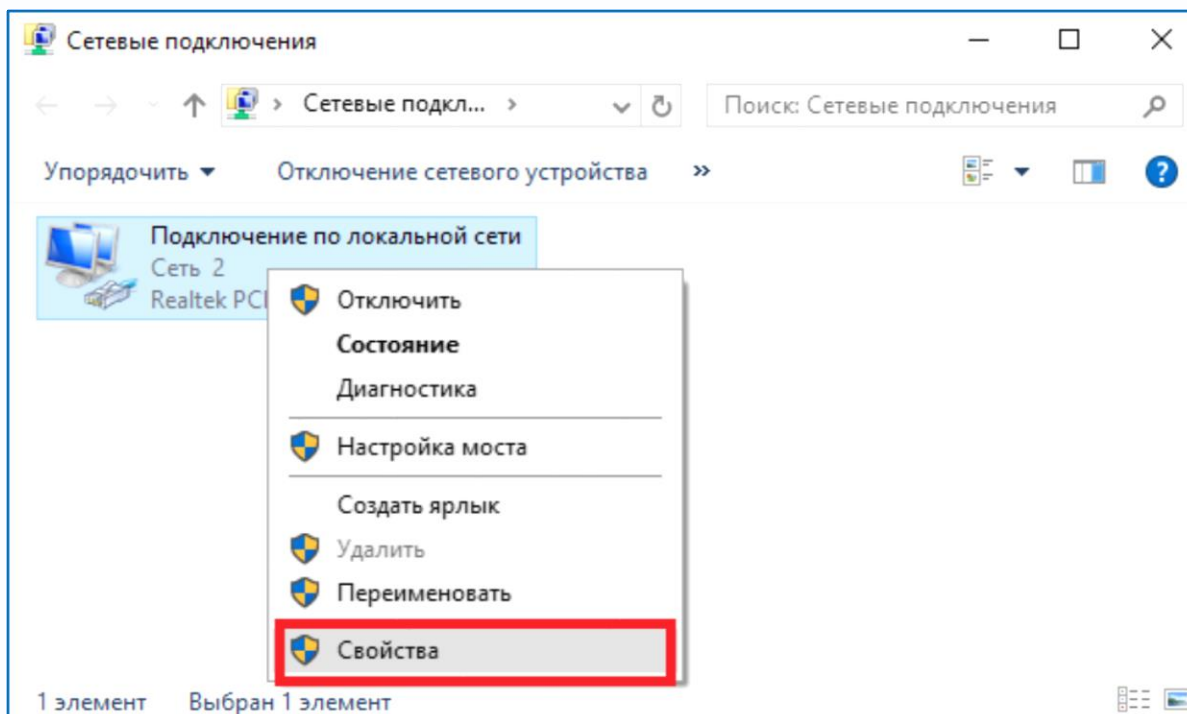 Сетевые подключения
Сетевые подкл...
Поиск: Сетевые подключения
Упорядочить
Отключение сетевого устройства
»
Подключение по локальной сети
Сеть 2
Realtek PCI
Отключить
Состояние
Диагностика
Настройка моста
Создать ярлык
Удалить
Переименовать
Свойства
1 элемент
Выбран 1 элемент